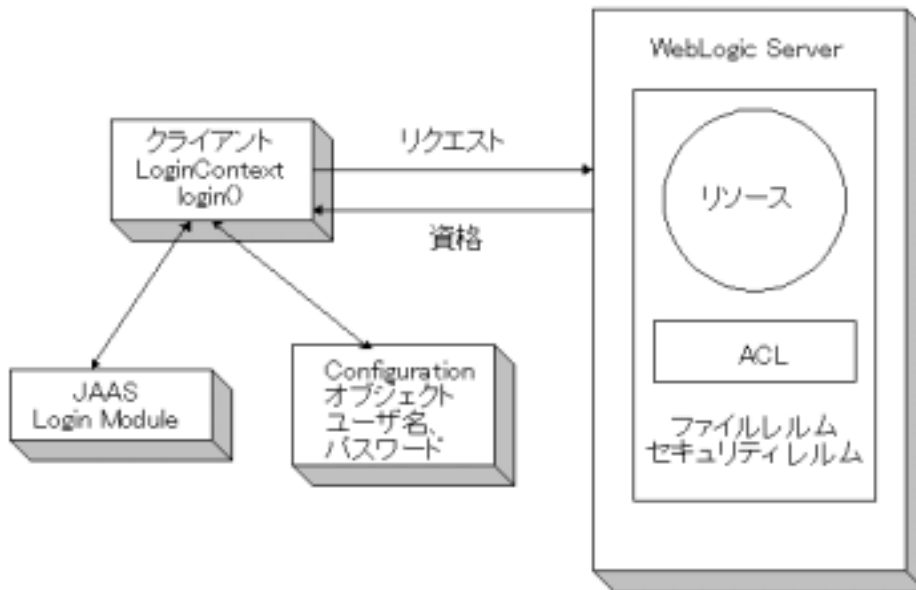 WebLogic Server
クライアント
LoginContext
login()
リクエスト
資格
リソース
ACL
ファイルレルム
セキュリティレルム
JAAS
Login Module
Configuration
オブジェクト
ユーザ名、
パスワード